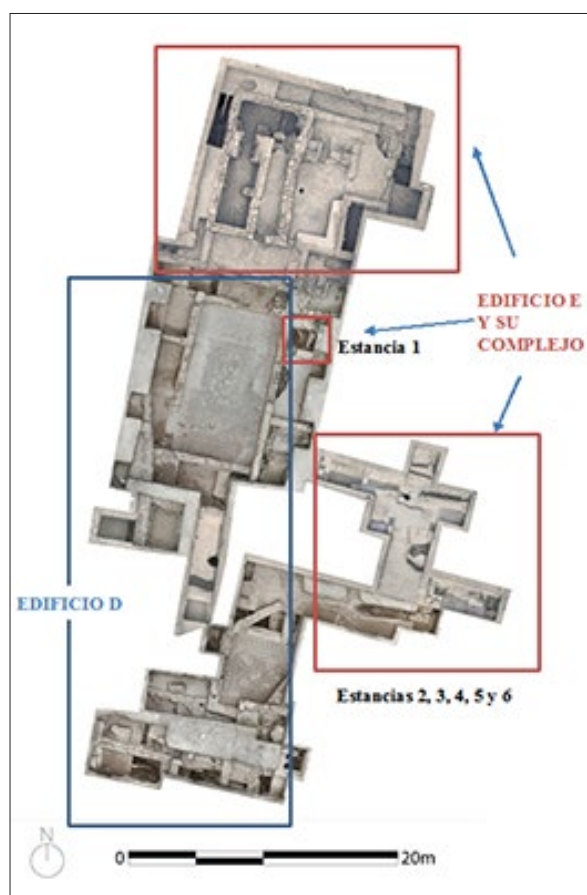 EDIFICIO E
Y SU
COMPLEJO
Estancia 1
EDIFICIO D
Estancias 2, 3, 4, 5 y 6
N
0 20m